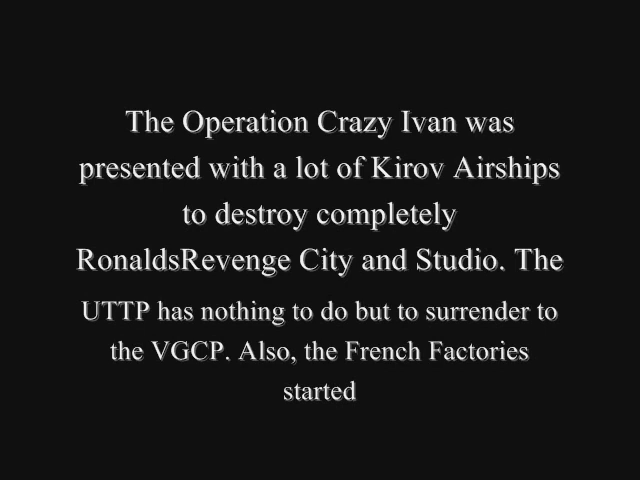 The Operation Crazy Ivan was
presented with a lot of Kirov Airships
to destroy completely
RonaldsRevenge City and Studio. The
UTTP has nothing to do but to surrender to
the VGCP. Also, the French Factories
started